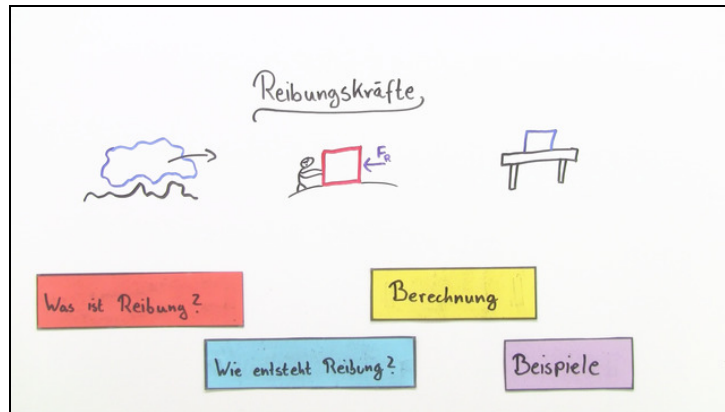 Reibungskräfte
F_R
Was ist Reibung?
Berechnung
Wie entsteht Reibung?
Beispiele